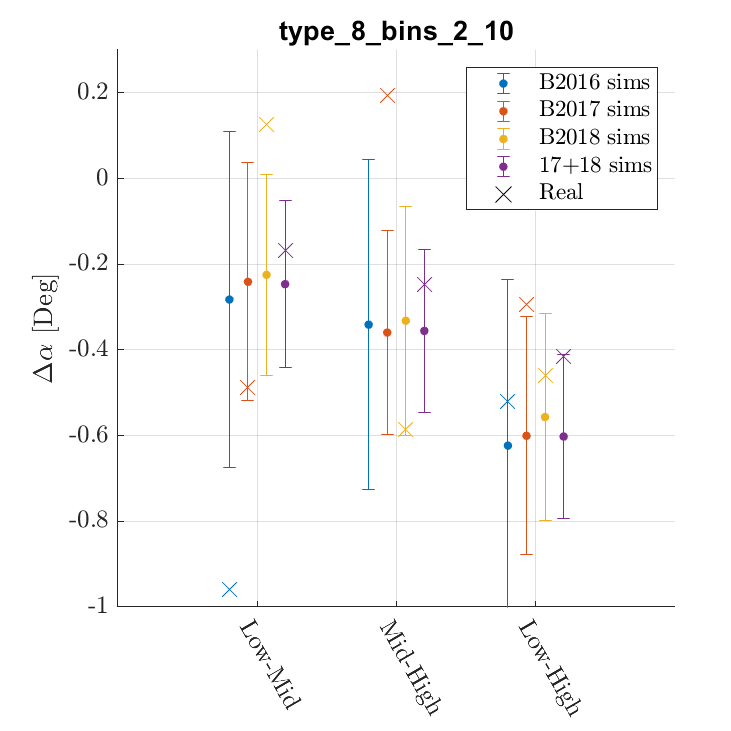 type_8_bins_2_10
B2016 sims
B2017 sims
B2018 sims
17+18 sims
Real
0.2
0
-0.2
-0.4
-0.6
-0.8
-1
Δα [Deg]
Low-Mid
Mid-High
Low-High